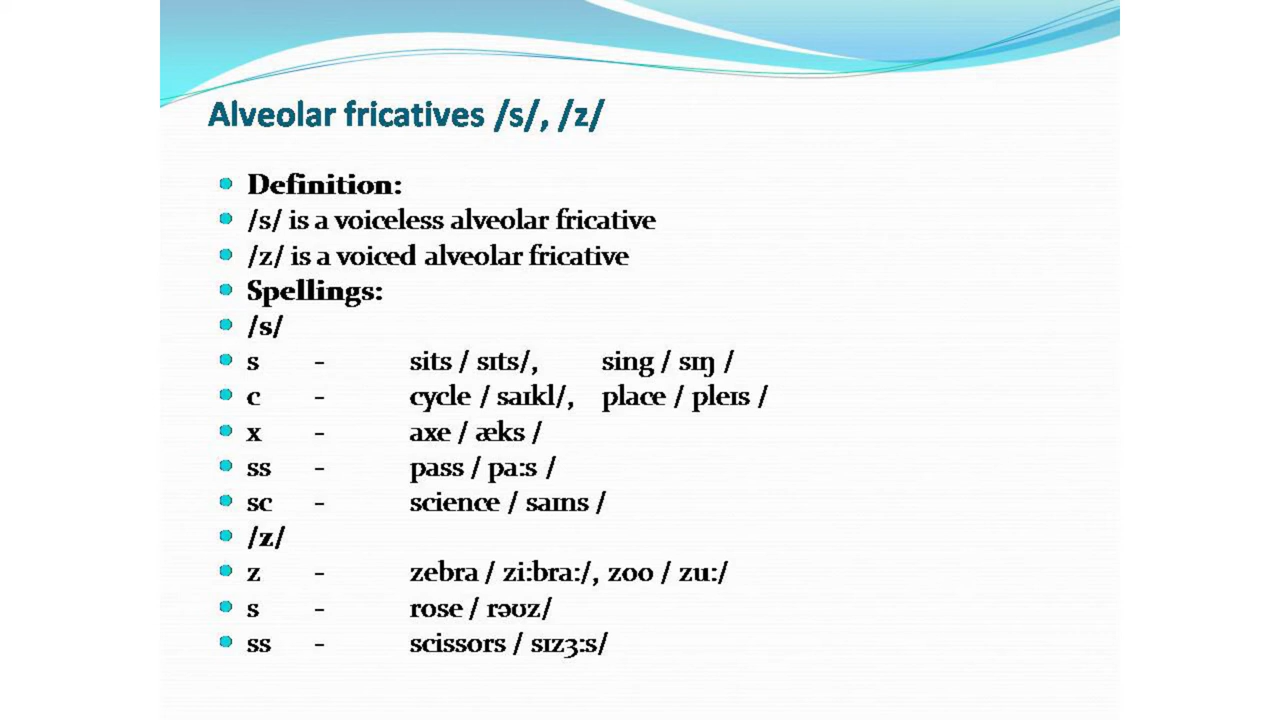 Alveolar fricatives /s/, /z/
Definition:
/s/ is a voiceless alveolar fricative
/z/ is a voiced alveolar fricative
Spellings:
/s/
s - sits / sɪts/, sing / sɪŋ /
c - cycle / saɪkl/, place / pleɪs /
x - axe / æks /
ss - pass / pa:s /
sc - science / saɪns /
/z/
z - zebra / zi:bra:/, zoo / zu:/
s - rose / rəʊz/
ss - scissors / sɪzɜ:s/